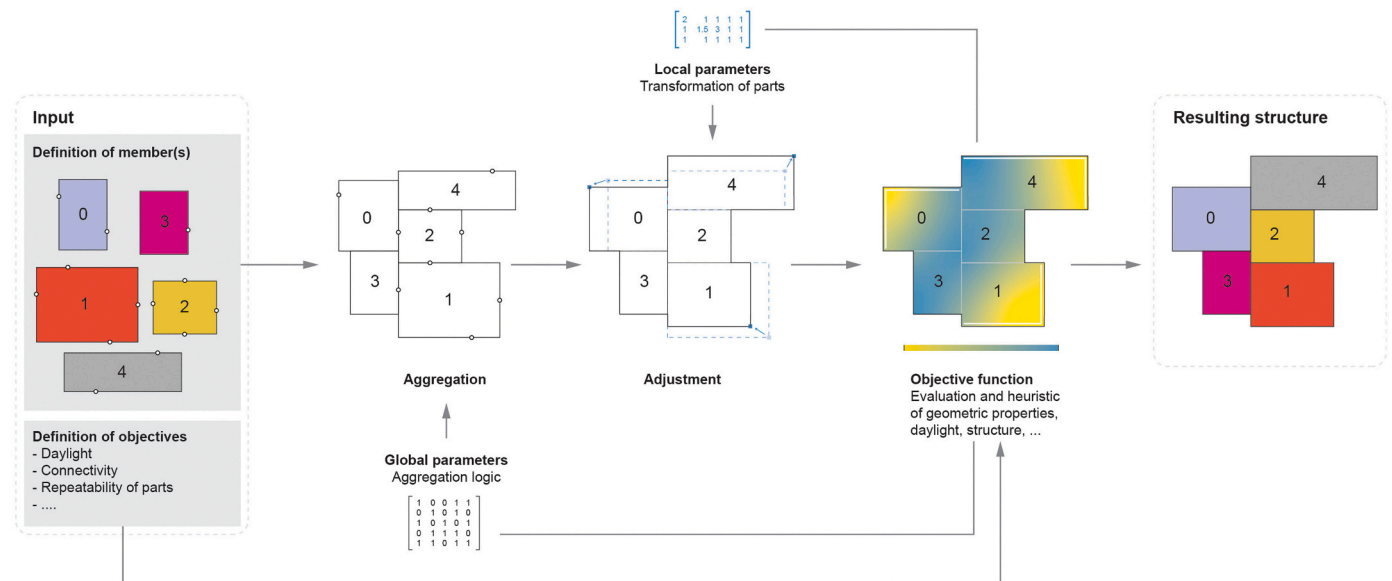 2 1 1 1 1
1 1.5 3 1 1
1 1 1 1 1
Local parameters
Transformation of parts
Input
Definition of member(s)
0
3
1
2
4
Definition of objectives
- Daylight
- Connectivity
- Repeatability of parts
- ....
4
0
2
3
1
Aggregation
Global parameters
Aggregation logic
1 0 0 1 1
0 1 0 1 0
1 0 1 0 1
0 1 1 1 0
1 1 0 1 1
4
0
2
3
1
Adjustment
4
0
2
3
1
Objective function
Evaluation and heuristic
of geometric properties,
daylight, structure, ...
Resulting structure
4
0
2
3
1